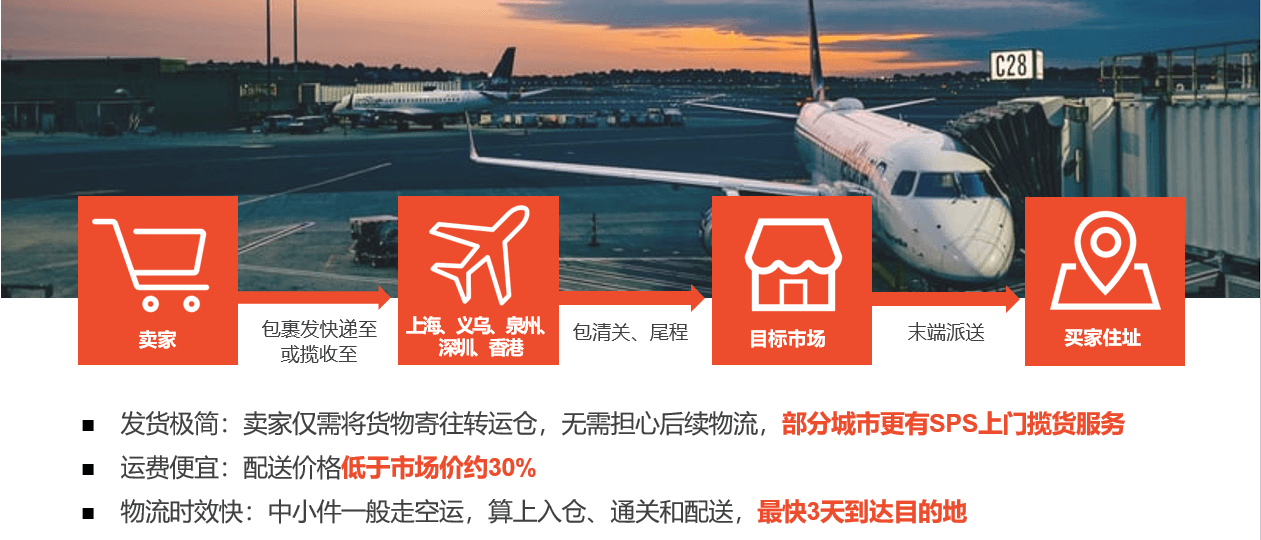 C28
卖家
包裹发快递至
或揽收至
上海、义乌、泉州、
深圳、香港
包清关、尾程
目标市场
末端派送
买家住址
■ 发货极简：卖家仅需将货物寄往转运仓，无需担心后续物流，部分城市更有SPS上门揽货服务
■ 运费便宜：配送价格低于市场价约30%
■ 物流时效快：中小件一般走空运，算上入仓、通关和配送，最快3天到达目的地